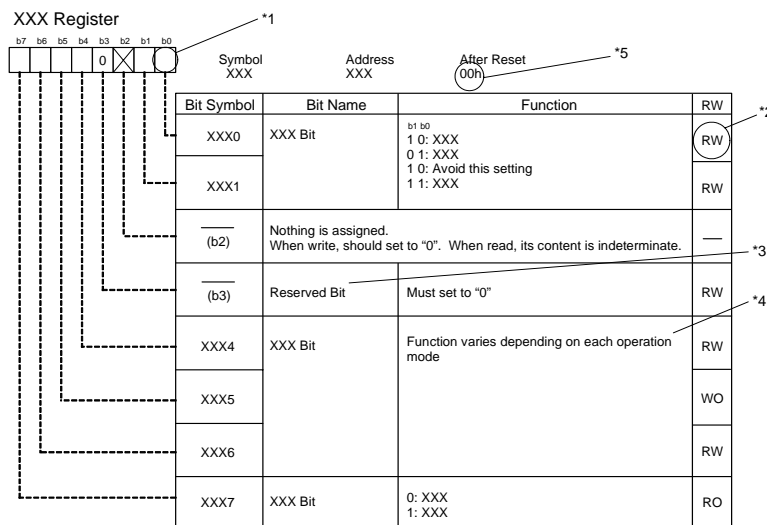 XXX Register
*1
b7 b6 b5 b4 b3 b2 b1 b0
0
Symbol Address After Reset
XXX XXX 00h
*5
Bit Symbol Bit Name Function RW
*2
XXX0 XXX Bit
b1 b0
1 0: XXX
0 1: XXX
1 0: Avoid this setting
1 1: XXX
RW
XXX1 RW
(b2)
Nothing is assigned.
When write, should set to “0”. When read, its content is indeterminate.
—
*3
(b3) Reserved Bit Must set to “0” RW
*4
XXX4 XXX Bit Function varies depending on each operation
mode
RW
XXX5 WO
XXX6 RW
XXX7 XXX Bit 0: XXX
1: XXX
RO